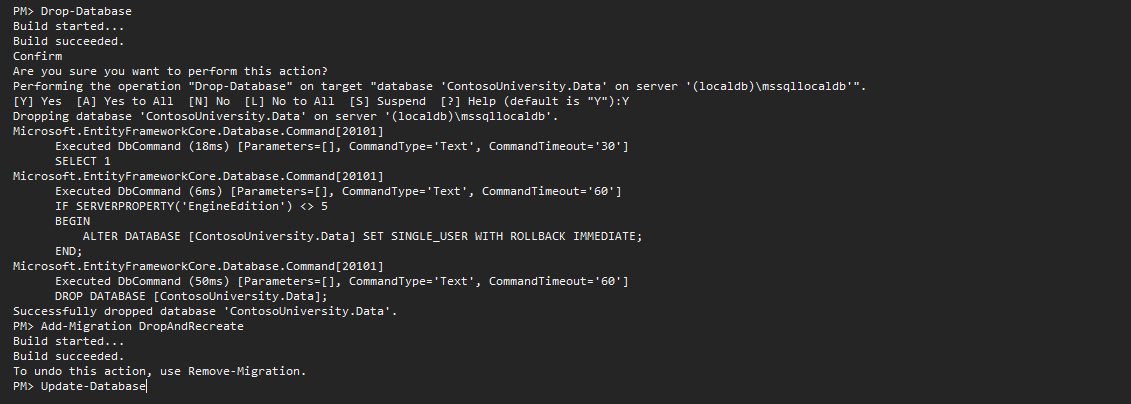 PM> Drop-Database
Build started...
Build succeeded.
Confirm
Are you sure you want to perform this action?
Performing the operation "Drop-Database" on target "database 'ContosoUniversity.Data' on server '(localdb)\mssqllocaldb'".
[Y] Yes  [A] Yes to All  [N] No  [L] No to All  [S] Suspend  [?] Help (default is "Y"):Y
Dropping database 'ContosoUniversity.Data' on server '(localdb)\mssqllocaldb'.
Microsoft.EntityFrameworkCore.Database.Command[20101]
      Executed DbCommand (18ms) [Parameters=[], CommandType='Text', CommandTimeout='30']
      SELECT 1
Microsoft.EntityFrameworkCore.Database.Command[20101]
      Executed DbCommand (6ms) [Parameters=[], CommandType='Text', CommandTimeout='60']
      IF SERVERPROPERTY('EngineEdition') <> 5
      BEGIN
          ALTER DATABASE [ContosoUniversity.Data] SET SINGLE_USER WITH ROLLBACK IMMEDIATE;
      END;
Microsoft.EntityFrameworkCore.Database.Command[20101]
      Executed DbCommand (50ms) [Parameters=[], CommandType='Text', CommandTimeout='60']
      DROP DATABASE [ContosoUniversity.Data];
Successfully dropped database 'ContosoUniversity.Data'.
PM> Add-Migration DropAndRecreate
Build started...
Build succeeded.
To undo this action, use Remove-Migration.
PM> Update-Database